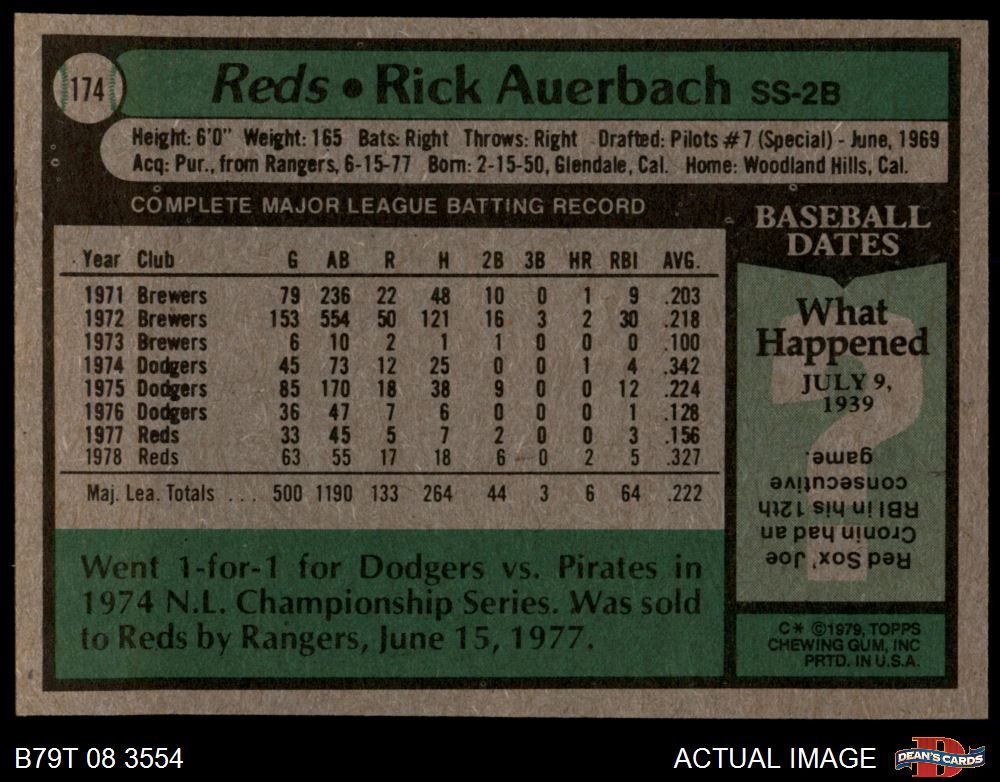 174
Reds • Rick Auerbach SS-2B
Height: 6'0" Weight: 165 Bats: Right Throws: Right Drafted: Pilots #7 (Special) - June, 1969
Acq: Pur., from Rangers, 6-15-77 Born: 2-15-50, Glendale, Cal. Home: Woodland Hills, Cal.
COMPLETE MAJOR LEAGUE BATTING RECORD
Year Club G AB R H 2B 3B HR RBI AVG.
1971 Brewers 79 236 22 48 10 0 1 9 .203
1972 Brewers 153 554 50 121 16 3 2 30 .218
1973 Brewers 6 10 2 1 1 0 0 0 .100
1974 Dodgers 45 73 12 25 0 0 1 4 .342
1975 Dodgers 85 170 18 38 9 0 0 12 .224
1976 Dodgers 36 47 7 6 0 0 0 1 .128
1977 Reds 33 45 5 7 2 0 0 3 .156
1978 Reds 63 55 17 18 6 0 2 5 .327
Maj. Lea. Totals . . . 500 1190 133 264 44 3 6 64 .222
Went 1-for-1 for Dodgers vs. Pirates in
1974 N.L. Championship Series. Was sold
to Reds by Rangers, June 15, 1977.
BASEBALL
DATES
What
Happened
JULY 9,
1939
Red Sox' Joe
Cronin had an
RBI in his 12th
consecutive
game.
C* ©1979, TOPPS
CHEWING GUM, INC
PRTD. IN U.S.A.
B79T 08 3554
ACTUAL IMAGE
D
DEAN'S CARDS